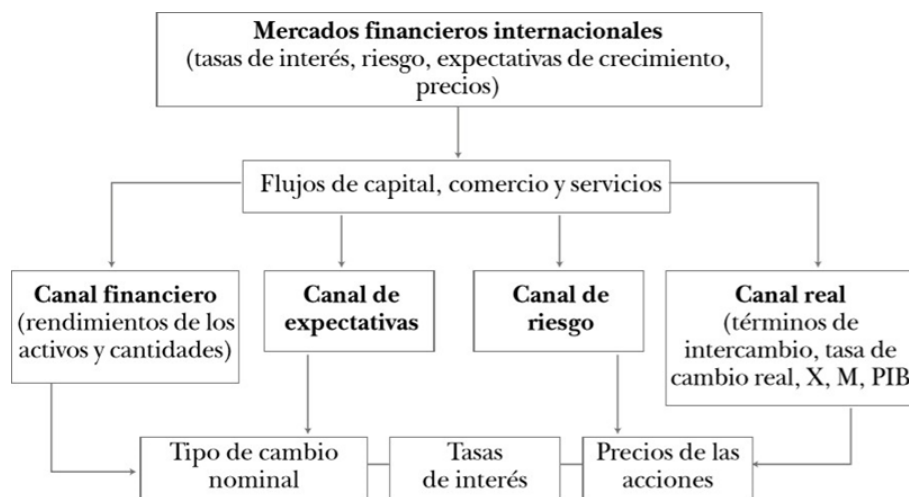 Mercados financieros internacionales
(tasas de interés, riesgo, expectativas de crecimiento,
precios)
Flujos de capital, comercio y servicios
Canal financiero
(rendimientos de los
activos y cantidades)
Canal de
expectativas
Canal de
riesgo
Canal real
(términos de
intercambio, tasa de
cambio real, X, M, PIB
Tipo de cambio
nominal
Tasas
de interés
Precios de las
acciones